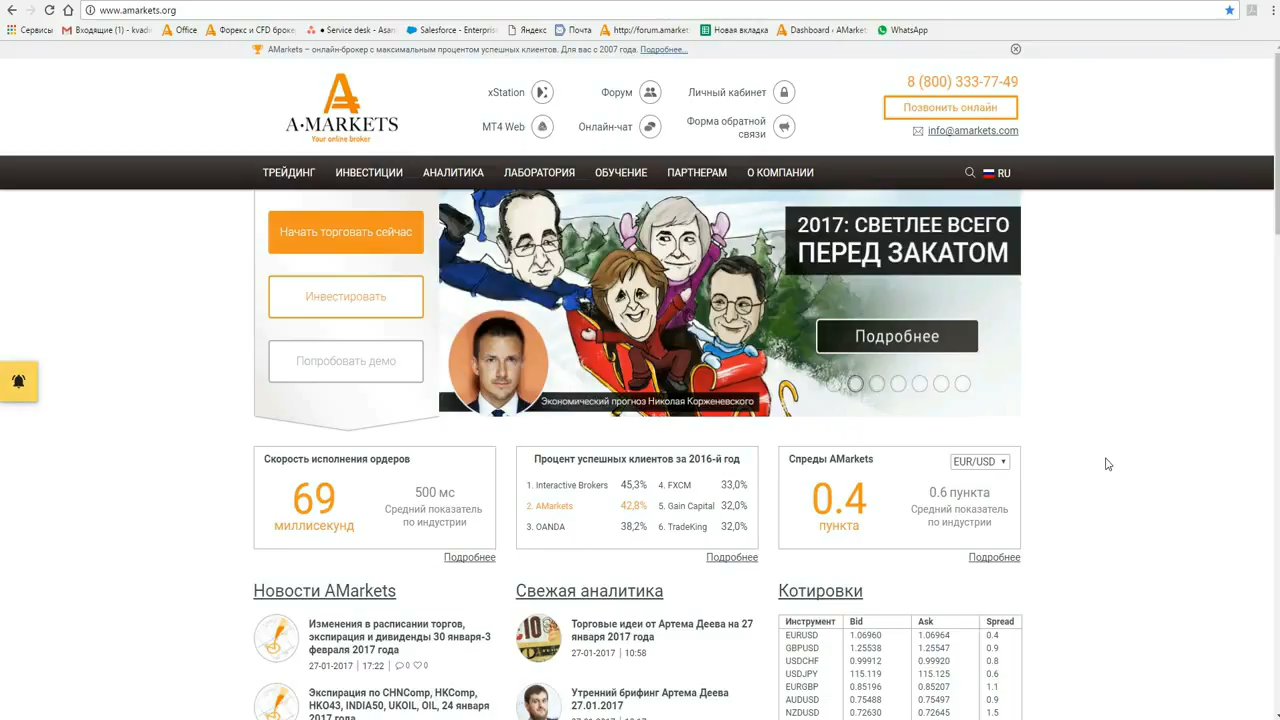 www.amarkets.org
Сервисы
Входящие (1) - kvadi
Office
Форекс и CFD броке
Service desk - Asan
Salesforce - Enterpris
Яндекс
Почта
http://forum.amarket
Новая вкладка
Dashboard ‹ AMarket
WhatsApp
AMarkets – онлайн-брокер с максимальным процентом успешных клиентов. Для вас с 2007 года. Подробнее...
A·MARKETS
Your online broker
xStation
Форум
Личный кабинет
MT4 Web
Онлайн-чат
Форма обратной
связи
8 (800) 333-77-49
Позвонить онлайн
info@amarkets.com
ТРЕЙДИНГ ИНВЕСТИЦИИ АНАЛИТИКА ЛАБОРАТОРИЯ ОБУЧЕНИЕ ПАРТНЕРАМ О КОМПАНИИ
RU
Начать торговать сейчас
Инвестировать
Попробовать демо
2017: СВЕТЛЕЕ ВСЕГО
ПЕРЕД ЗАКАТОМ
Подробнее
Экономический прогноз Николая Корженевского
Скорость исполнения ордеров
69
миллисекунд
500 мс
Средний показатель
по индустрии
Подробнее
Процент успешных клиентов за 2016-й год
1. Interactive Brokers 45,3% 4. FXCM 33,0%
2. AMarkets 42,8% 5. Gain Capital 32,0%
3. OANDA 38,2% 6. TradeKing 32,0%
Подробнее
Спреды AMarkets
EUR/USD
0.4
пункта
0.6 пункта
Средний показатель
по индустрии
Подробнее
Новости AMarkets
Изменения в расписании торгов,
экспирация и дивиденды 30 января-3
февраля 2017 года
27-01-2017 | 17:22 0 0
Экспирация по CHNComp, HKComp,
HKO43, INDIA50, UKOIL, OIL, 24 января
2017 года
Свежая аналитика
Торговые идеи от Артема Деева на 27
января 2017 года
27-01-2017 | 10:58
Утренний брифинг Артема Деева
27.01.2017
Котировки
Инструмент Bid Ask Spread
EURUSD 1.06960 1.06964 0.4
GBPUSD 1.25538 1.25547 0.9
USDCHF 0.99912 0.99920 0.8
USDJPY 115.119 115.125 0.6
EURGBP 0.85196 0.85207 1.1
AUDUSD 0.75488 0.75497 0.9
NZDUSD 0.72630 0.72645 1.5